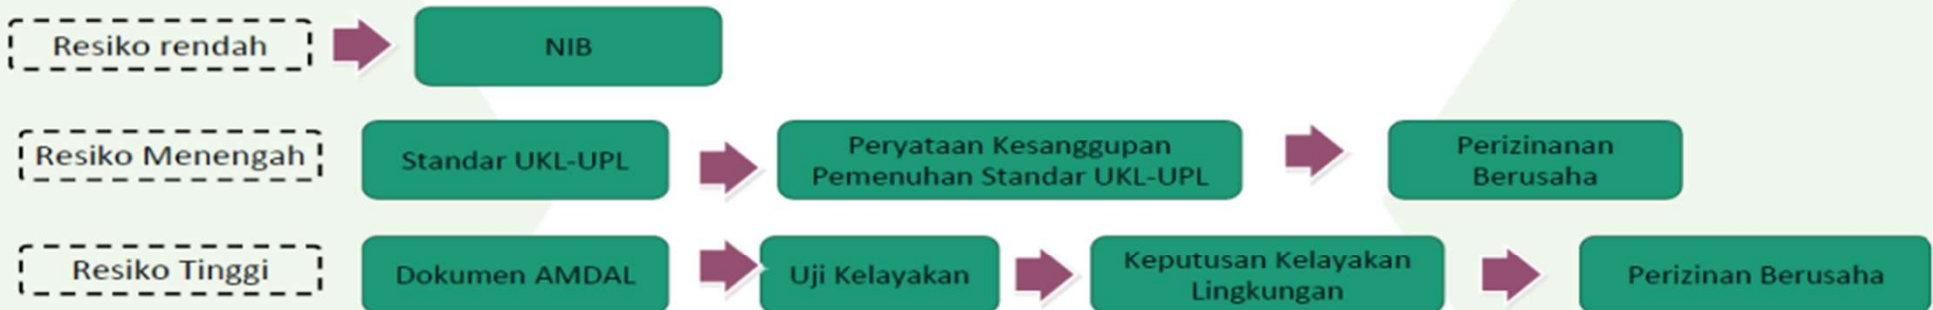 Resiko rendah
NIB
Resiko Menengah
Standar UKL-UPL
Peryataan Kesanggupan
Pemenuhan Standar UKL-UPL
Perizinanan
Berusaha
Resiko Tinggi
Dokumen AMDAL
Uji Kelayakan
Keputusan Kelayakan
Lingkungan
Perizinan Berusaha